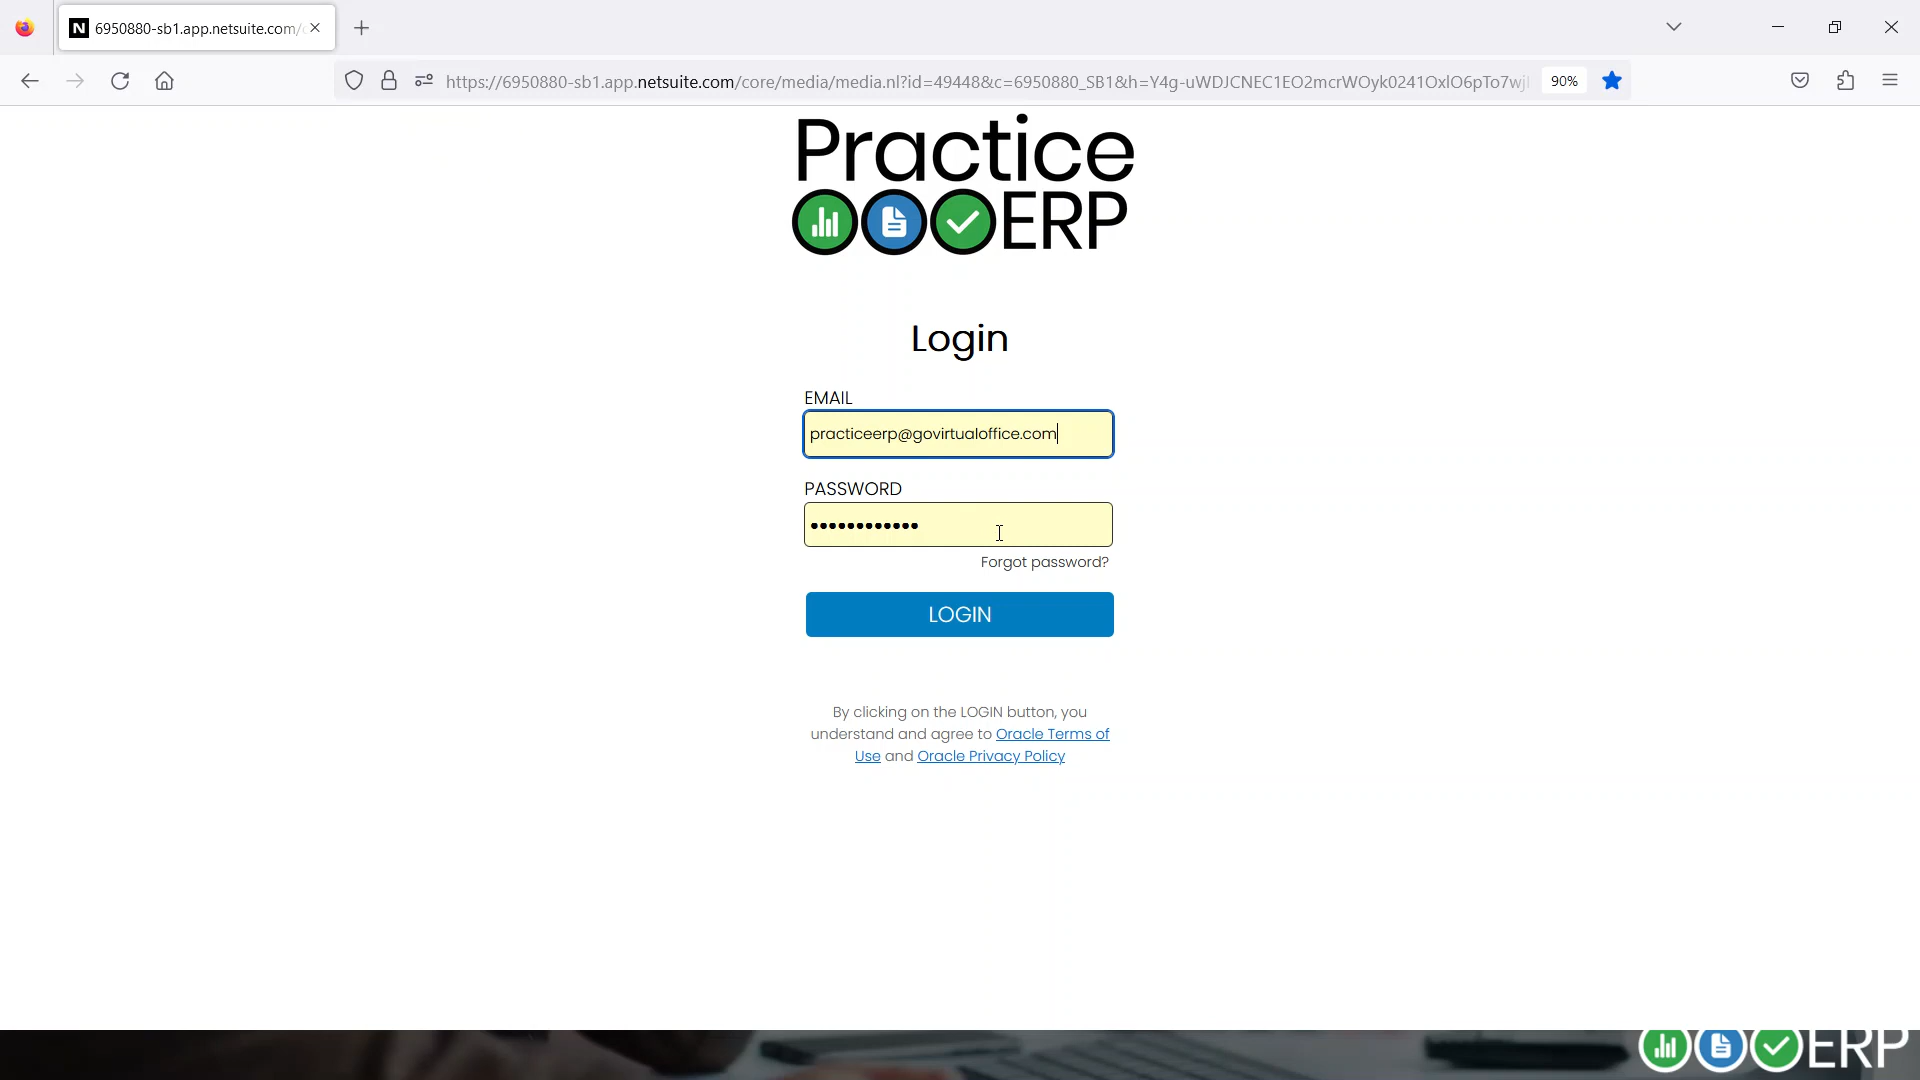 N 6950880-sb1.app.netsuite.com/
https://6950880-sb1.app.netsuite.com/core/media/media.nl?id=49448&c=6950880_SB1&h=Y4g-uWDJCNEC1EO2mcrWOyk0241OxlO6pTo7wj
90%
Practice
ERP
Login
EMAIL
practiceerp@govirtualoffice.com
PASSWORD
••••••••••••
Forgot password?
LOGIN
By clicking on the LOGIN button, you
understand and agree to Oracle Terms of
Use and Oracle Privacy Policy
ERP